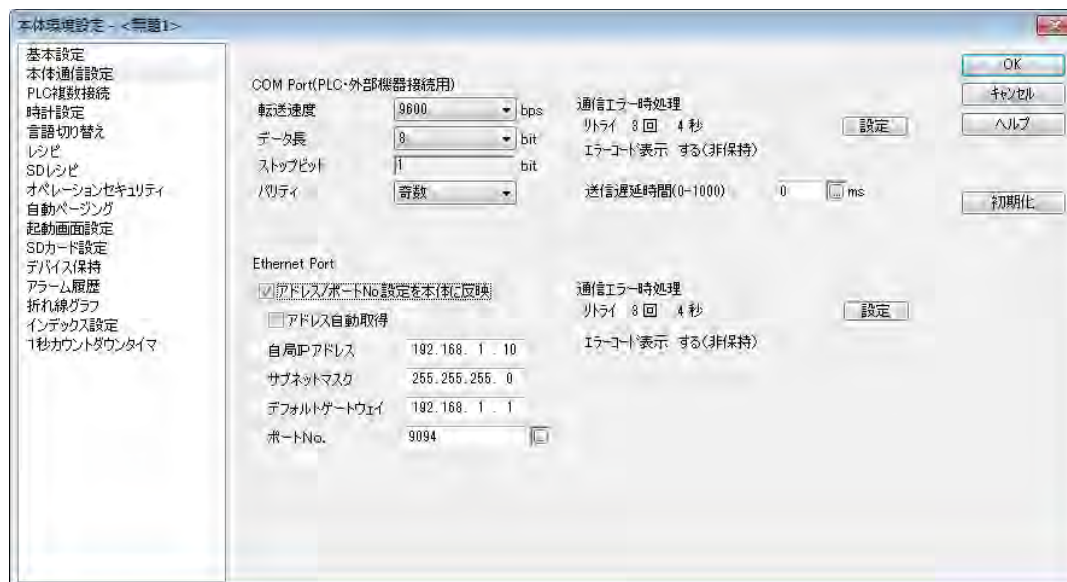 本体環境設定 - <無題1>
基本設定
本体通信設定
PLC複数接続
時計設定
言語切り替え
レシピ
SDレシピ
オペレーションセキュリティ
自動ページング
起動画面設定
SDカード設定
デバイス保持
アラーム履歴
折れ線グラフ
インデックス設定
1秒カウントダウンタイマ
COM Port(PLC・外部機器接続用)
転送速度 9600 bps
データ長 8 bit
ストップビット 1 bit
パリティ 奇数
通信エラー時処理
リトライ 3 回 4 秒 設定
エラーコード表示 する(非保持)
送信遅延時間(0-1000) 0 ... ms
Ethernet Port
アドレス/ポートNo.設定を本体に反映
アドレス自動取得
自局IPアドレス 192.168. 1 . 10
サブネットマスク 255.255.255. 0
デフォルトゲートウェイ 192.168. 1 . 1
ポートNo. 9094 ...
通信エラー時処理
リトライ 3 回 4 秒 設定
エラーコード表示 する(非保持)
OK
キャンセル
ヘルプ
初期化